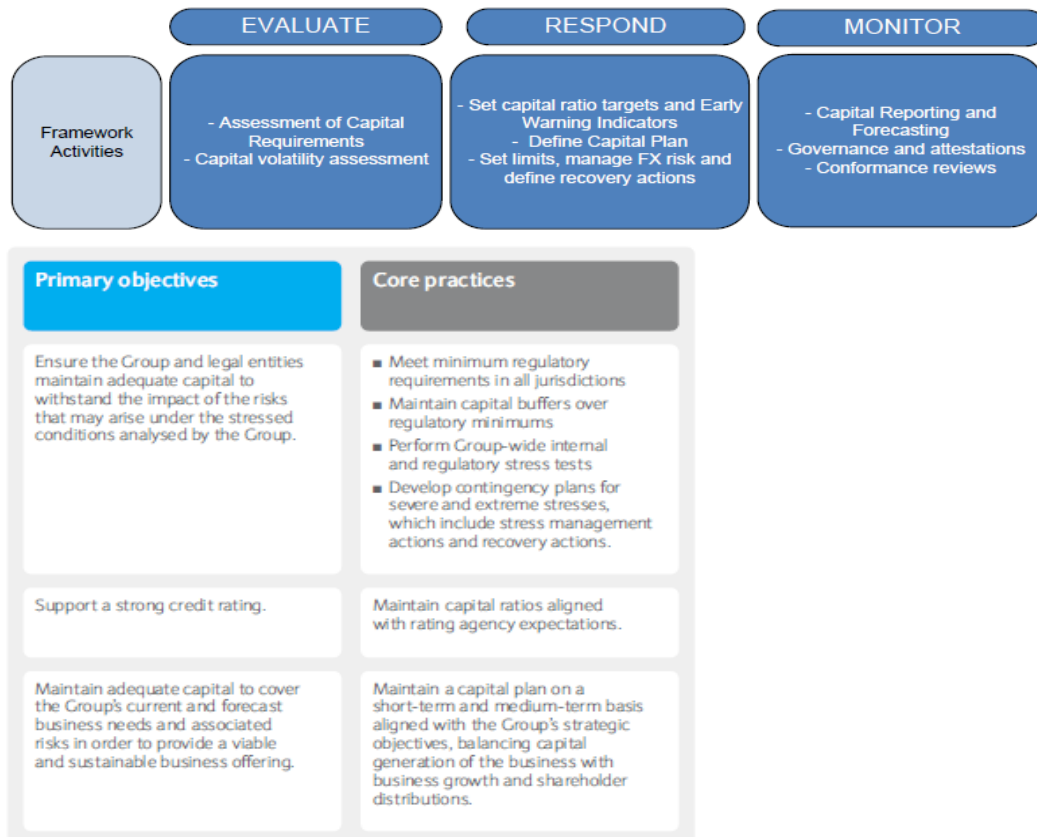 EVALUATE
RESPOND
MONITOR
Framework
Activities
- Assessment of Capital
Requirements
- Capital volatility assessment
- Set capital ratio targets and Early
Warning Indicators
- Define Capital Plan
- Set limits, manage FX risk and
define recovery actions
- Capital Reporting and
Forecasting
- Governance and attestations
- Conformance reviews
Primary objectives
Core practices
Ensure the Group and legal entities
maintain adequate capital to
withstand the impact of the risks
that may arise under the stressed
conditions analysed by the Group.
■ Meet minimum regulatory
requirements in all jurisdictions
■ Maintain capital buffers over
regulatory minimums
■ Perform Group-wide internal
and regulatory stress tests
■ Develop contingency plans for
severe and extreme stresses,
which include stress management
actions and recovery actions.
Support a strong credit rating.
Maintain capital ratios aligned
with rating agency expectations.
Maintain adequate capital to cover
the Group's current and forecast
business needs and associated
risks in order to provide a viable
and sustainable business offering.
Maintain a capital plan on a
short-term and medium-term basis
aligned with the Group's strategic
objectives, balancing capital
generation of the business with
business growth and shareholder
distributions.